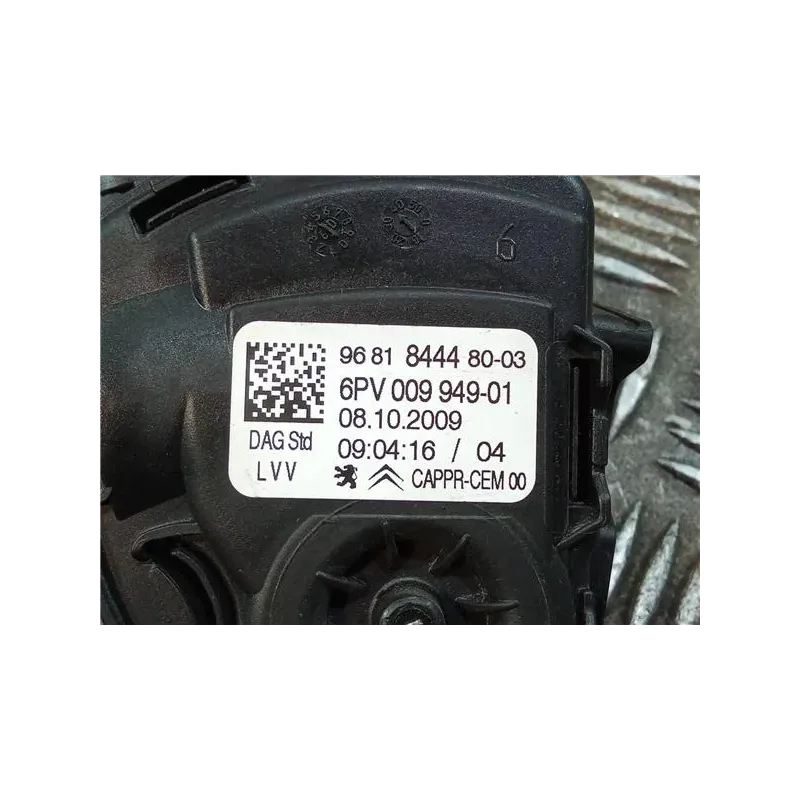 6
96 81 8444 80-03
6PV 009 949-01
08.10.2009
DAG Std
09:04:16 / 04
LVV
CAPPR-CEM 00